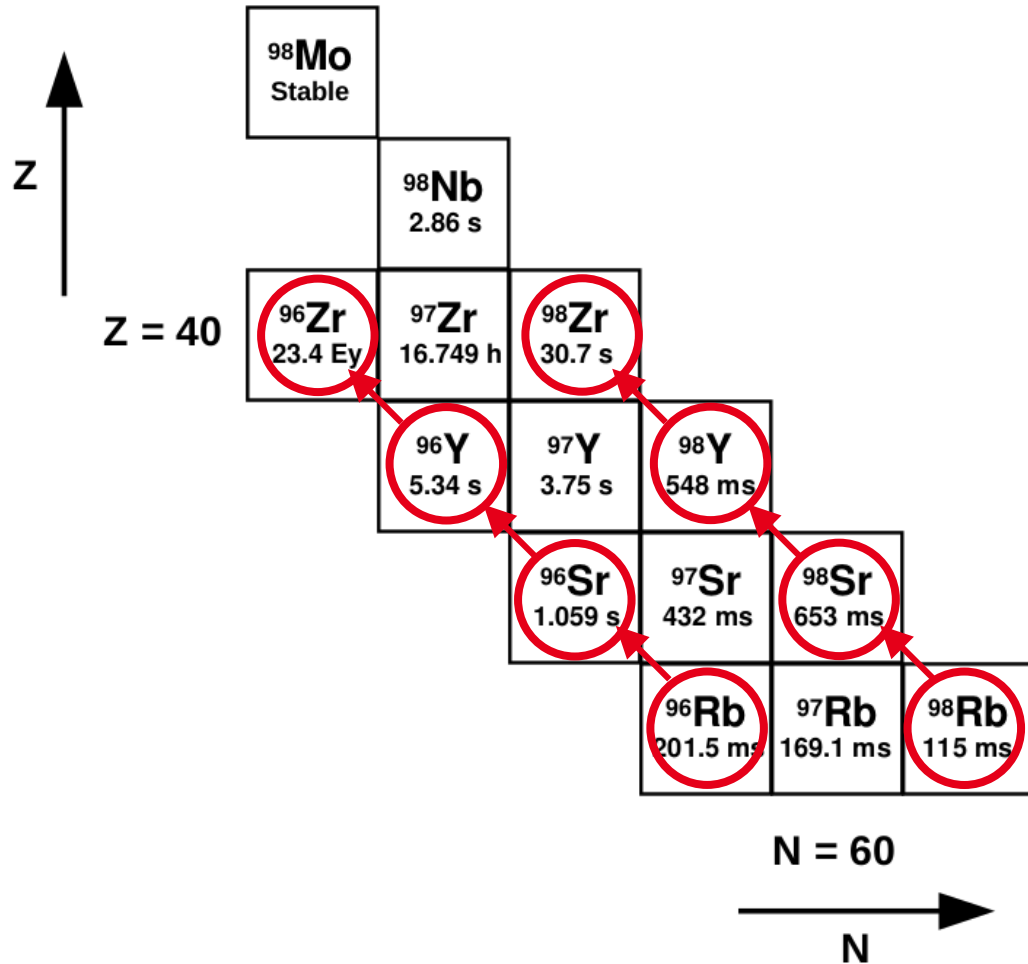 ⁹⁸Mo
Stable
Z
⁹⁸Nb
2.86 s
Z = 40
⁹⁶Zr
23.4 Ey
⁹⁷Zr
16.749 h
⁹⁸Zr
30.7 s
⁹⁶Y
5.34 s
⁹⁷Y
3.75 s
⁹⁸Y
548 ms
⁹⁶Sr
1.059 s
⁹⁷Sr
432 ms
⁹⁸Sr
653 ms
⁹⁶Rb
201.5 ms
⁹⁷Rb
169.1 ms
⁹⁸Rb
115 ms
N = 60
N